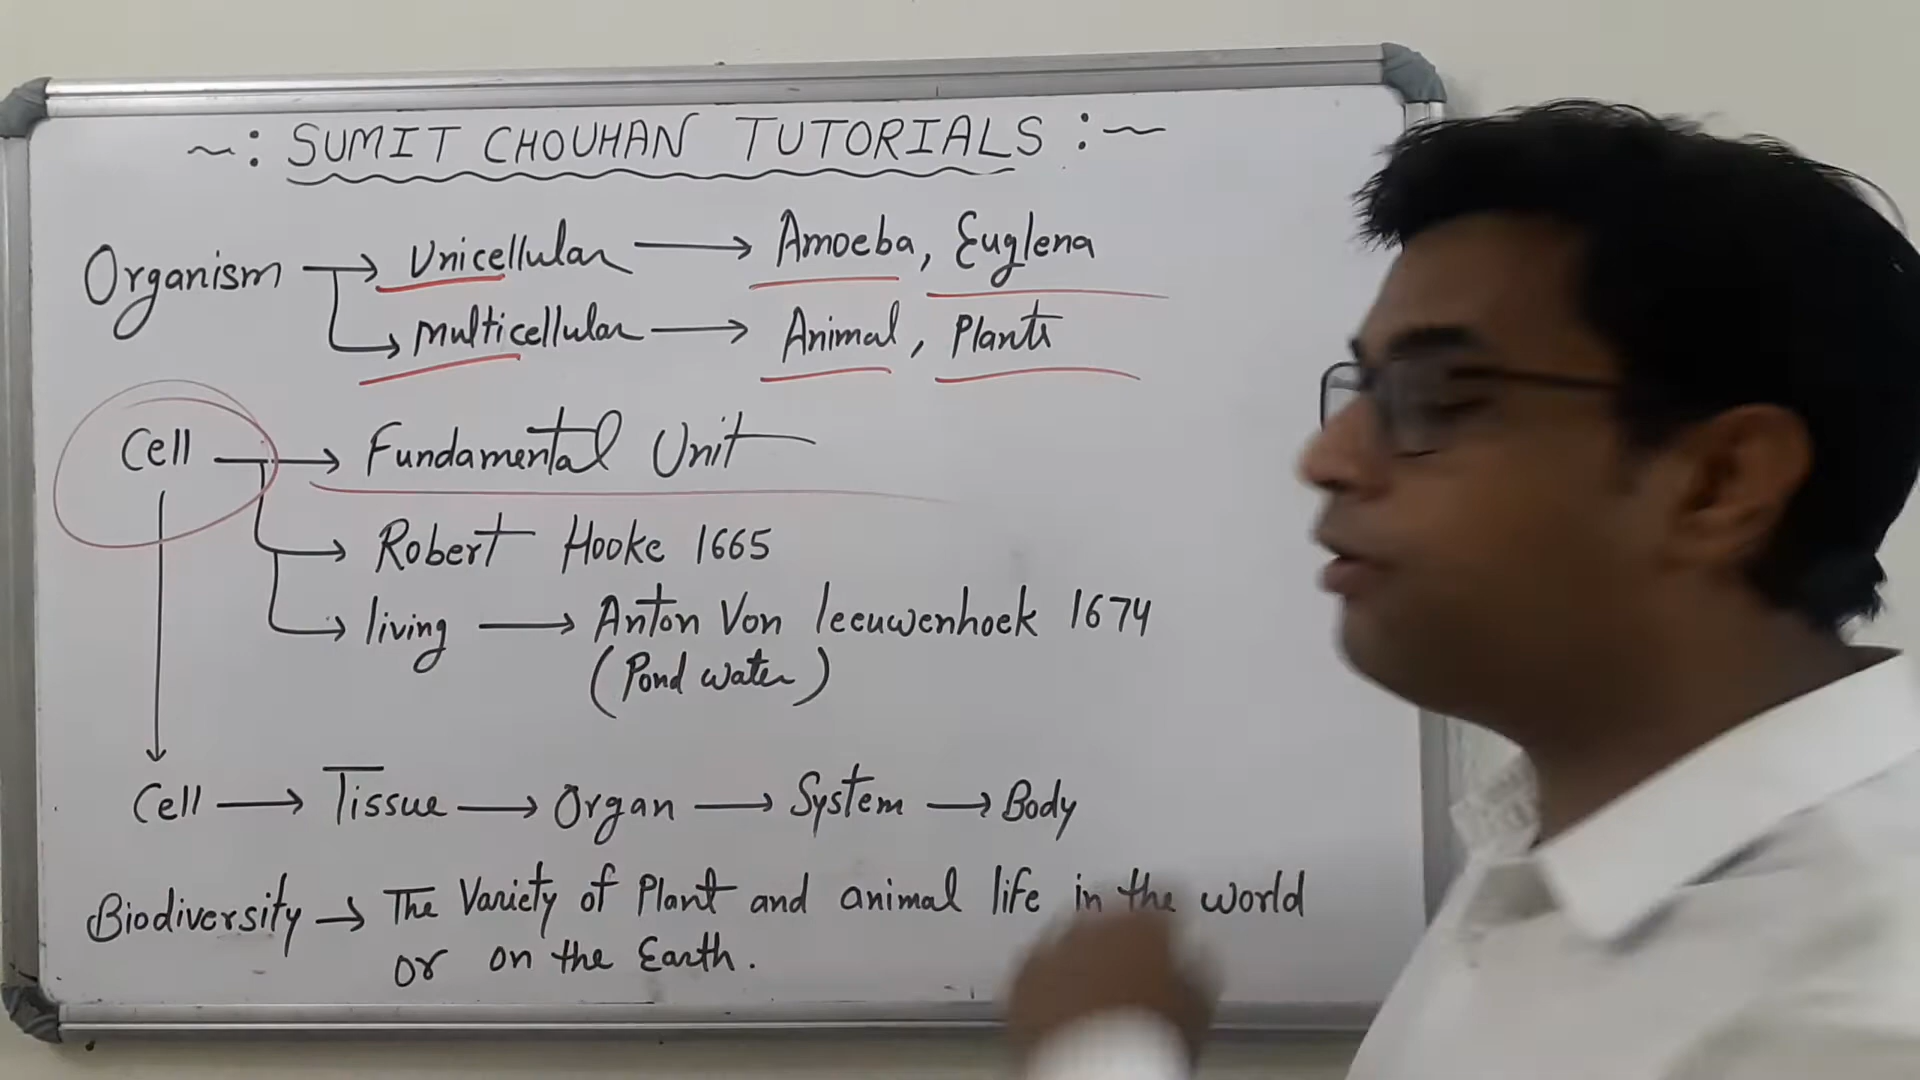 ~: SUMIT CHOUHAN TUTORIALS :~
Organism → Unicellular → Amoeba, Euglena
→ Multicellular → Animal, Plants
Cell → Fundamental Unit
→ Robert Hooke 1665
→ living → Anton Von leeuwenhoek 1674
(Pond water)
Cell → Tissue → Organ → System → Body
Biodiversity → The Variety of Plant and animal life in the world
or on the Earth.